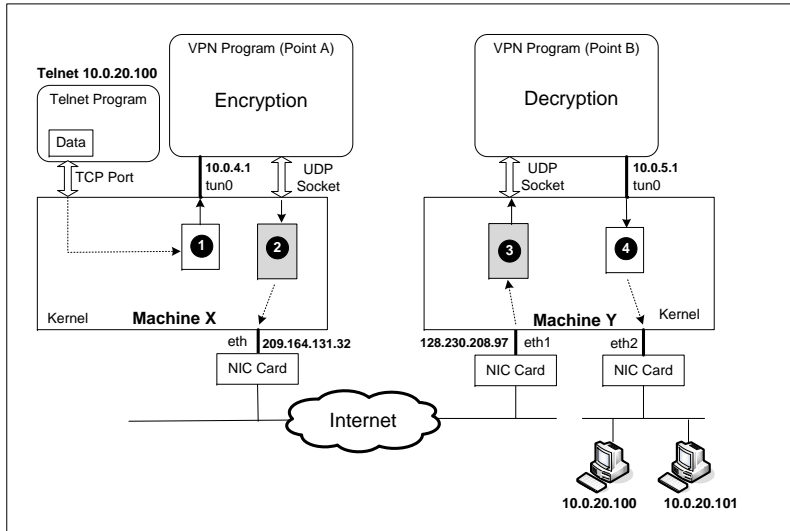 VPN Program (Point A)
VPN Program (Point B)
Telnet 10.0.20.100
Telnet Program
Encryption
Decryption
Data
TCP Port
10.0.4.1
tun0
UDP
Socket
UDP
Socket
10.0.5.1
tun0
1
2
3
4
Kernel
Machine X
Machine Y
Kernel
eth
209.164.131.32
128.230.208.97
eth1
eth2
NIC Card
NIC Card
NIC Card
Internet
10.0.20.100
10.0.20.101